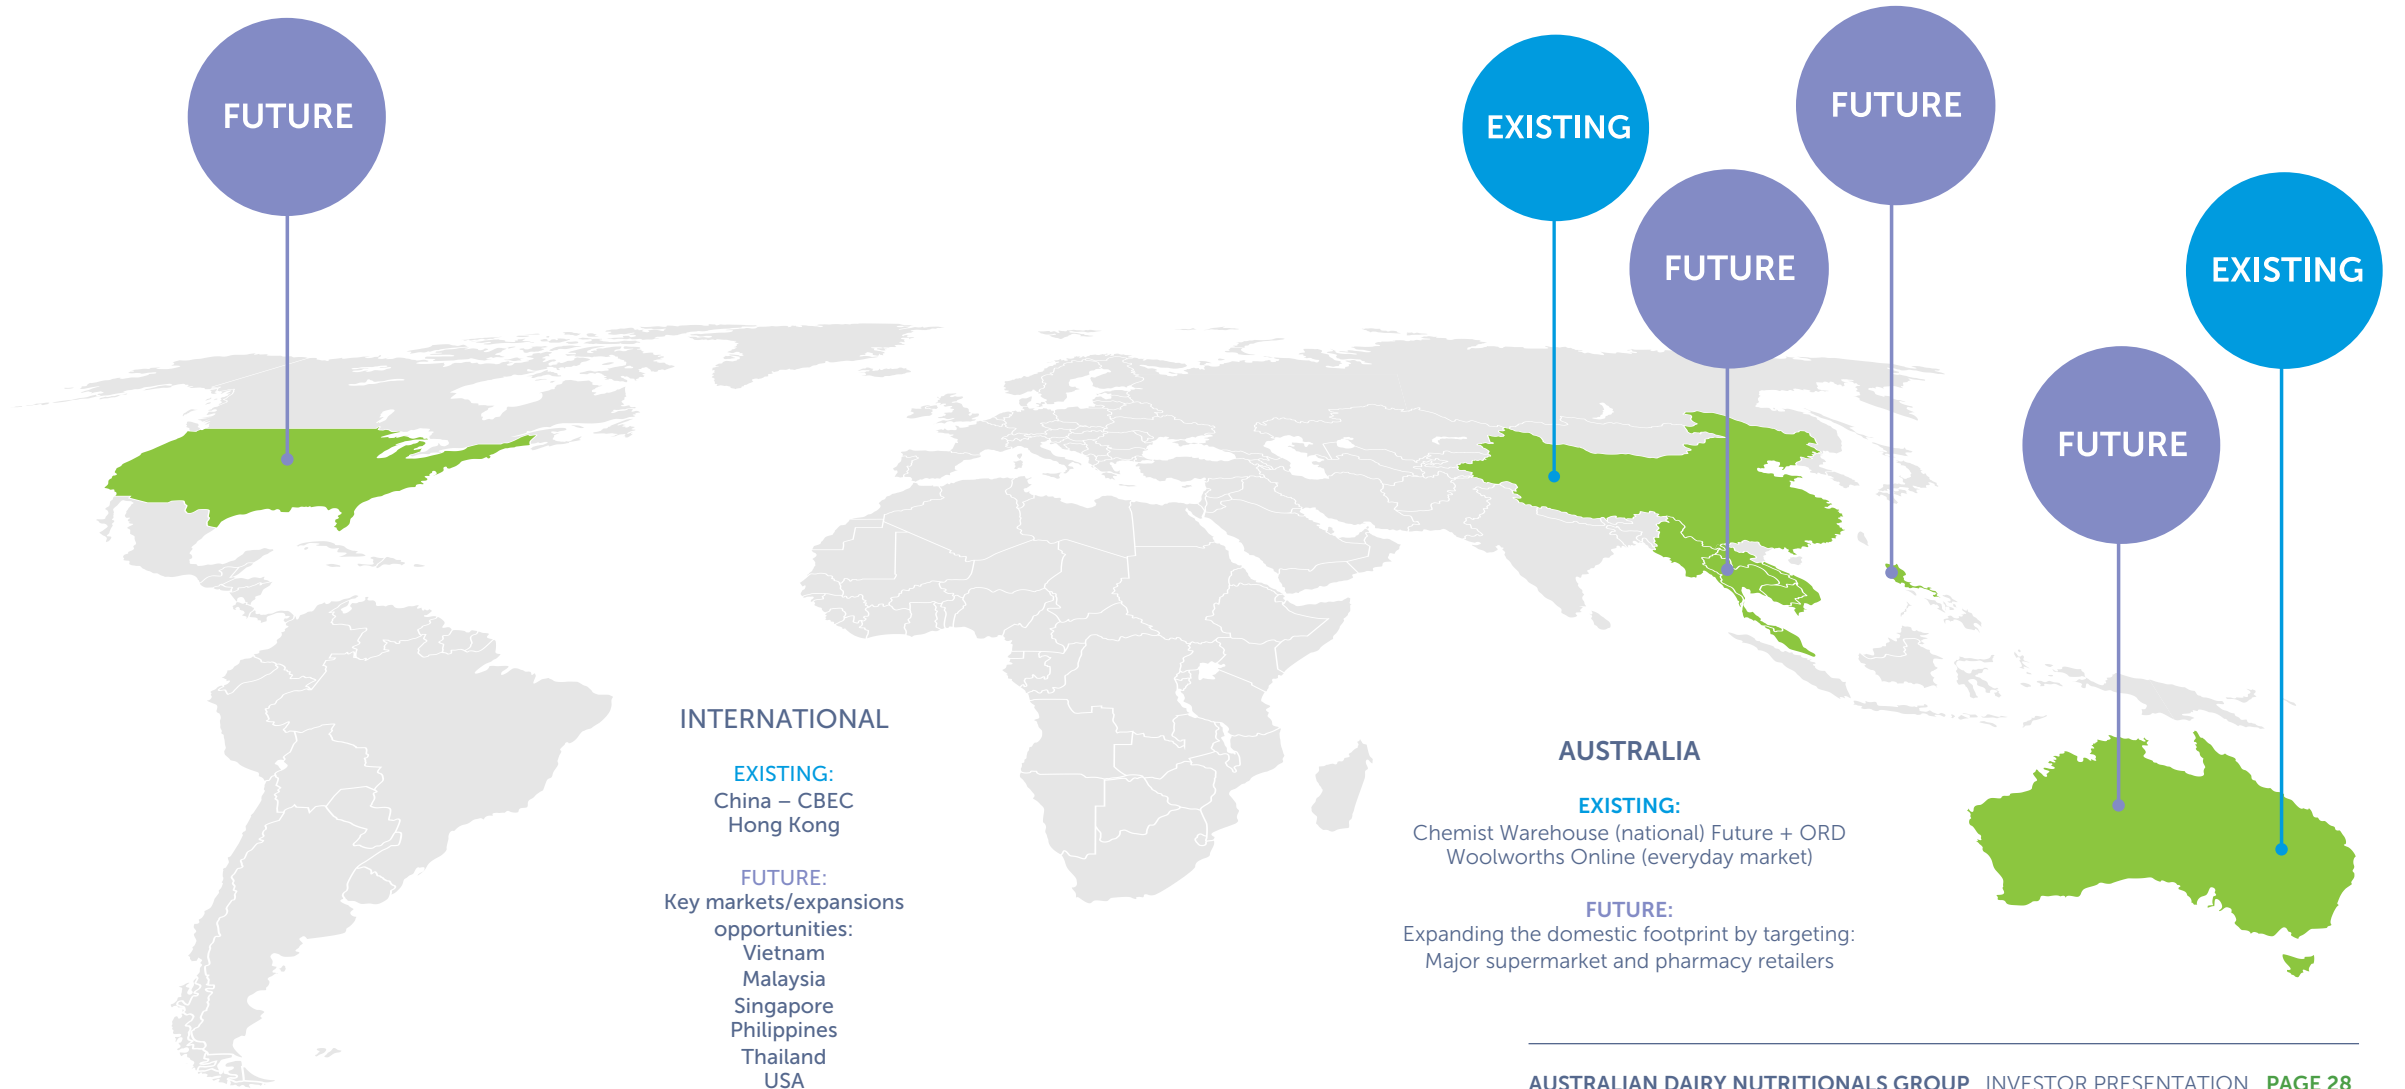 FUTURE
EXISTING
FUTURE
FUTURE
EXISTING
FUTURE
INTERNATIONAL
EXISTING:
China – CBEC
Hong Kong
FUTURE:
Key markets/expansions
opportunities:
Vietnam
Malaysia
Singapore
Philippines
Thailand
USA
AUSTRALIA
EXISTING:
Chemist Warehouse (national) Future + ORD
Woolworths Online (everyday market)
FUTURE:
Expanding the domestic footprint by targeting:
Major supermarket and pharmacy retailers
AUSTRALIAN DAIRY NUTRITIONALS GROUP INVESTOR PRESENTATION PAGE 28